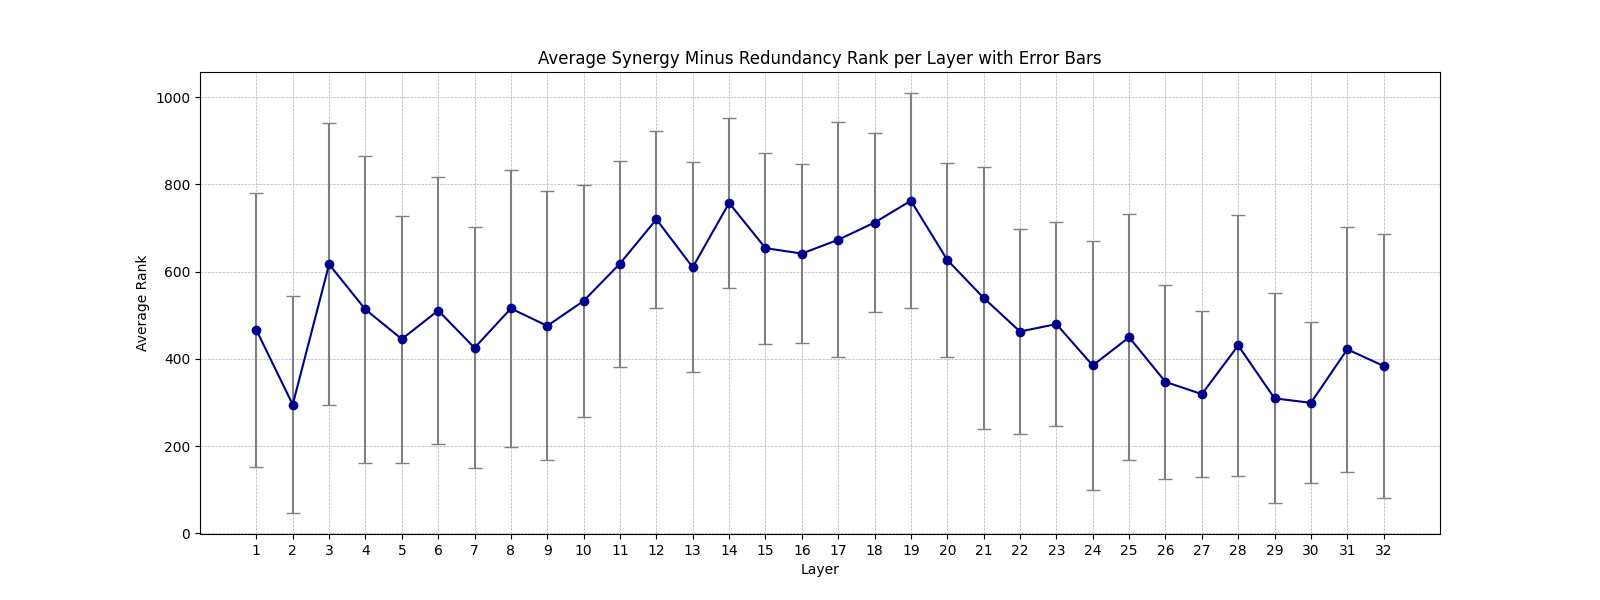 Average Synergy Minus Redundancy Rank per Layer with Error Bars
Average Rank
1000
800
600
400
200
0
1 2 3 4 5 6 7 8 9 10 11 12 13 14 15 16 17 18 19 20 21 22 23 24 25 26 27 28 29 30 31 32
Layer